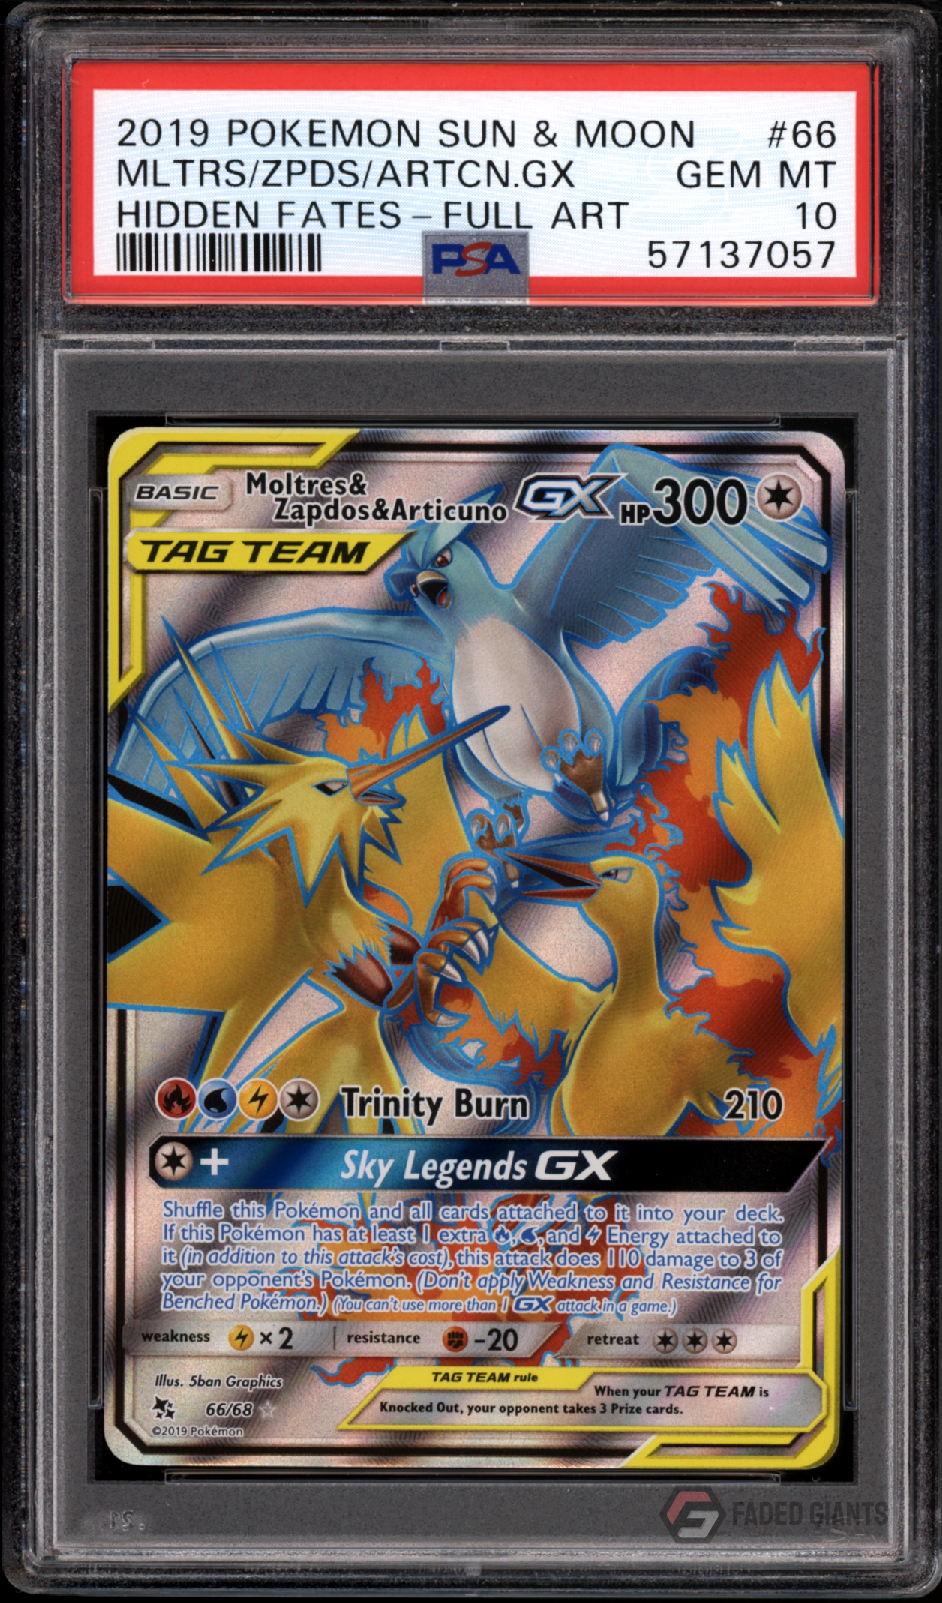 2019 POKEMON SUN & MOON #66
MLTRS/ZPDS/ARTCN.GX GEM MT
HIDDEN FATES-FULL ART 10
PSA 57137057
BASIC Moltres&
Zapdos&Articuno GX HP300
TAG TEAM
Trinity Burn 210
+ Sky Legends GX
Shuffle this Pokémon and all cards attached to it into your deck.
If this Pokémon has at least 1 extra , , and Energy attached to
it (in addition to this attack's cost), this attack does 110 damage to 3 of
your opponent's Pokémon. (Don't apply Weakness and Resistance for
Benched Pokémon.) (You can't use more than 1 GX attack in a game.)
weakness ×2 resistance -20 retreat
Illus. 5ban Graphics
TAG TEAM rule
When your TAG TEAM is
Knocked Out, your opponent takes 3 Prize cards.
66/68
©2019 Pokémon
FADED GIANTS